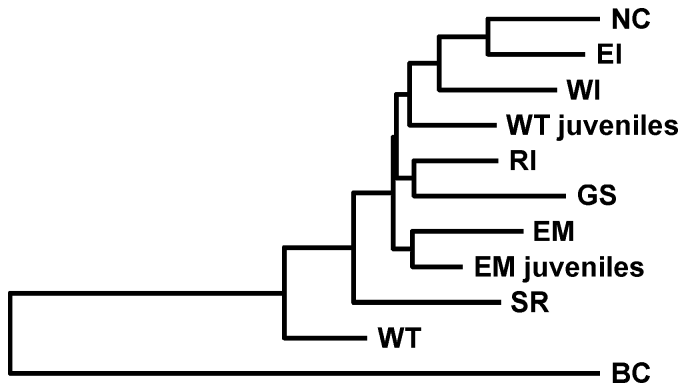 NC
EI
WI
WT juveniles
RI
GS
EM
EM juveniles
SR
WT
BC